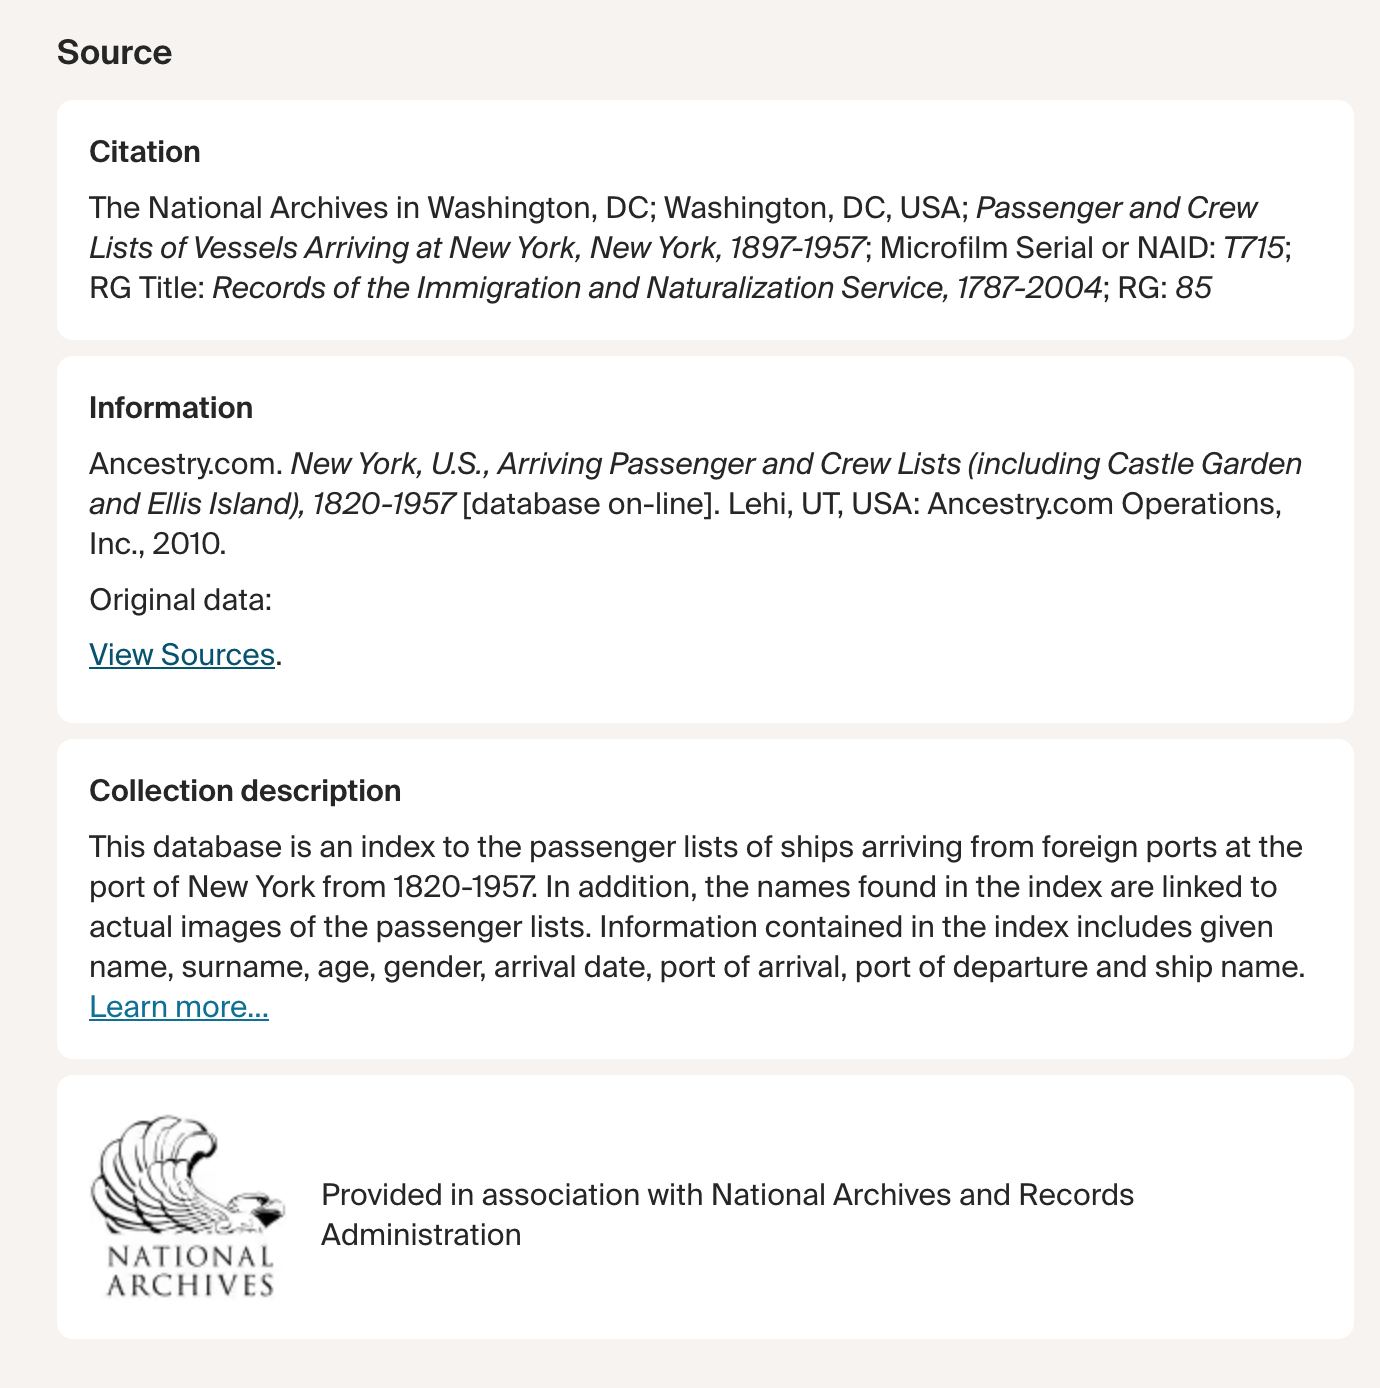 Source
Citation
The National Archives in Washington, DC; Washington, DC, USA; Passenger and Crew
Lists of Vessels Arriving at New York, New York, 1897-1957; Microfilm Serial or NAID: T715;
RG Title: Records of the Immigration and Naturalization Service, 1787-2004; RG: 85
Information
Ancestry.com. New York, U.S., Arriving Passenger and Crew Lists (including Castle Garden
and Ellis Island), 1820-1957 [database on-line]. Lehi, UT, USA: Ancestry.com Operations,
Inc., 2010.
Original data:
View Sources.
Collection description
This database is an index to the passenger lists of ships arriving from foreign ports at the
port of New York from 1820-1957. In addition, the names found in the index are linked to
actual images of the passenger lists. Information contained in the index includes given
name, surname, age, gender, arrival date, port of arrival, port of departure and ship name.
Learn more...
NATIONAL
ARCHIVES
Provided in association with National Archives and Records
Administration